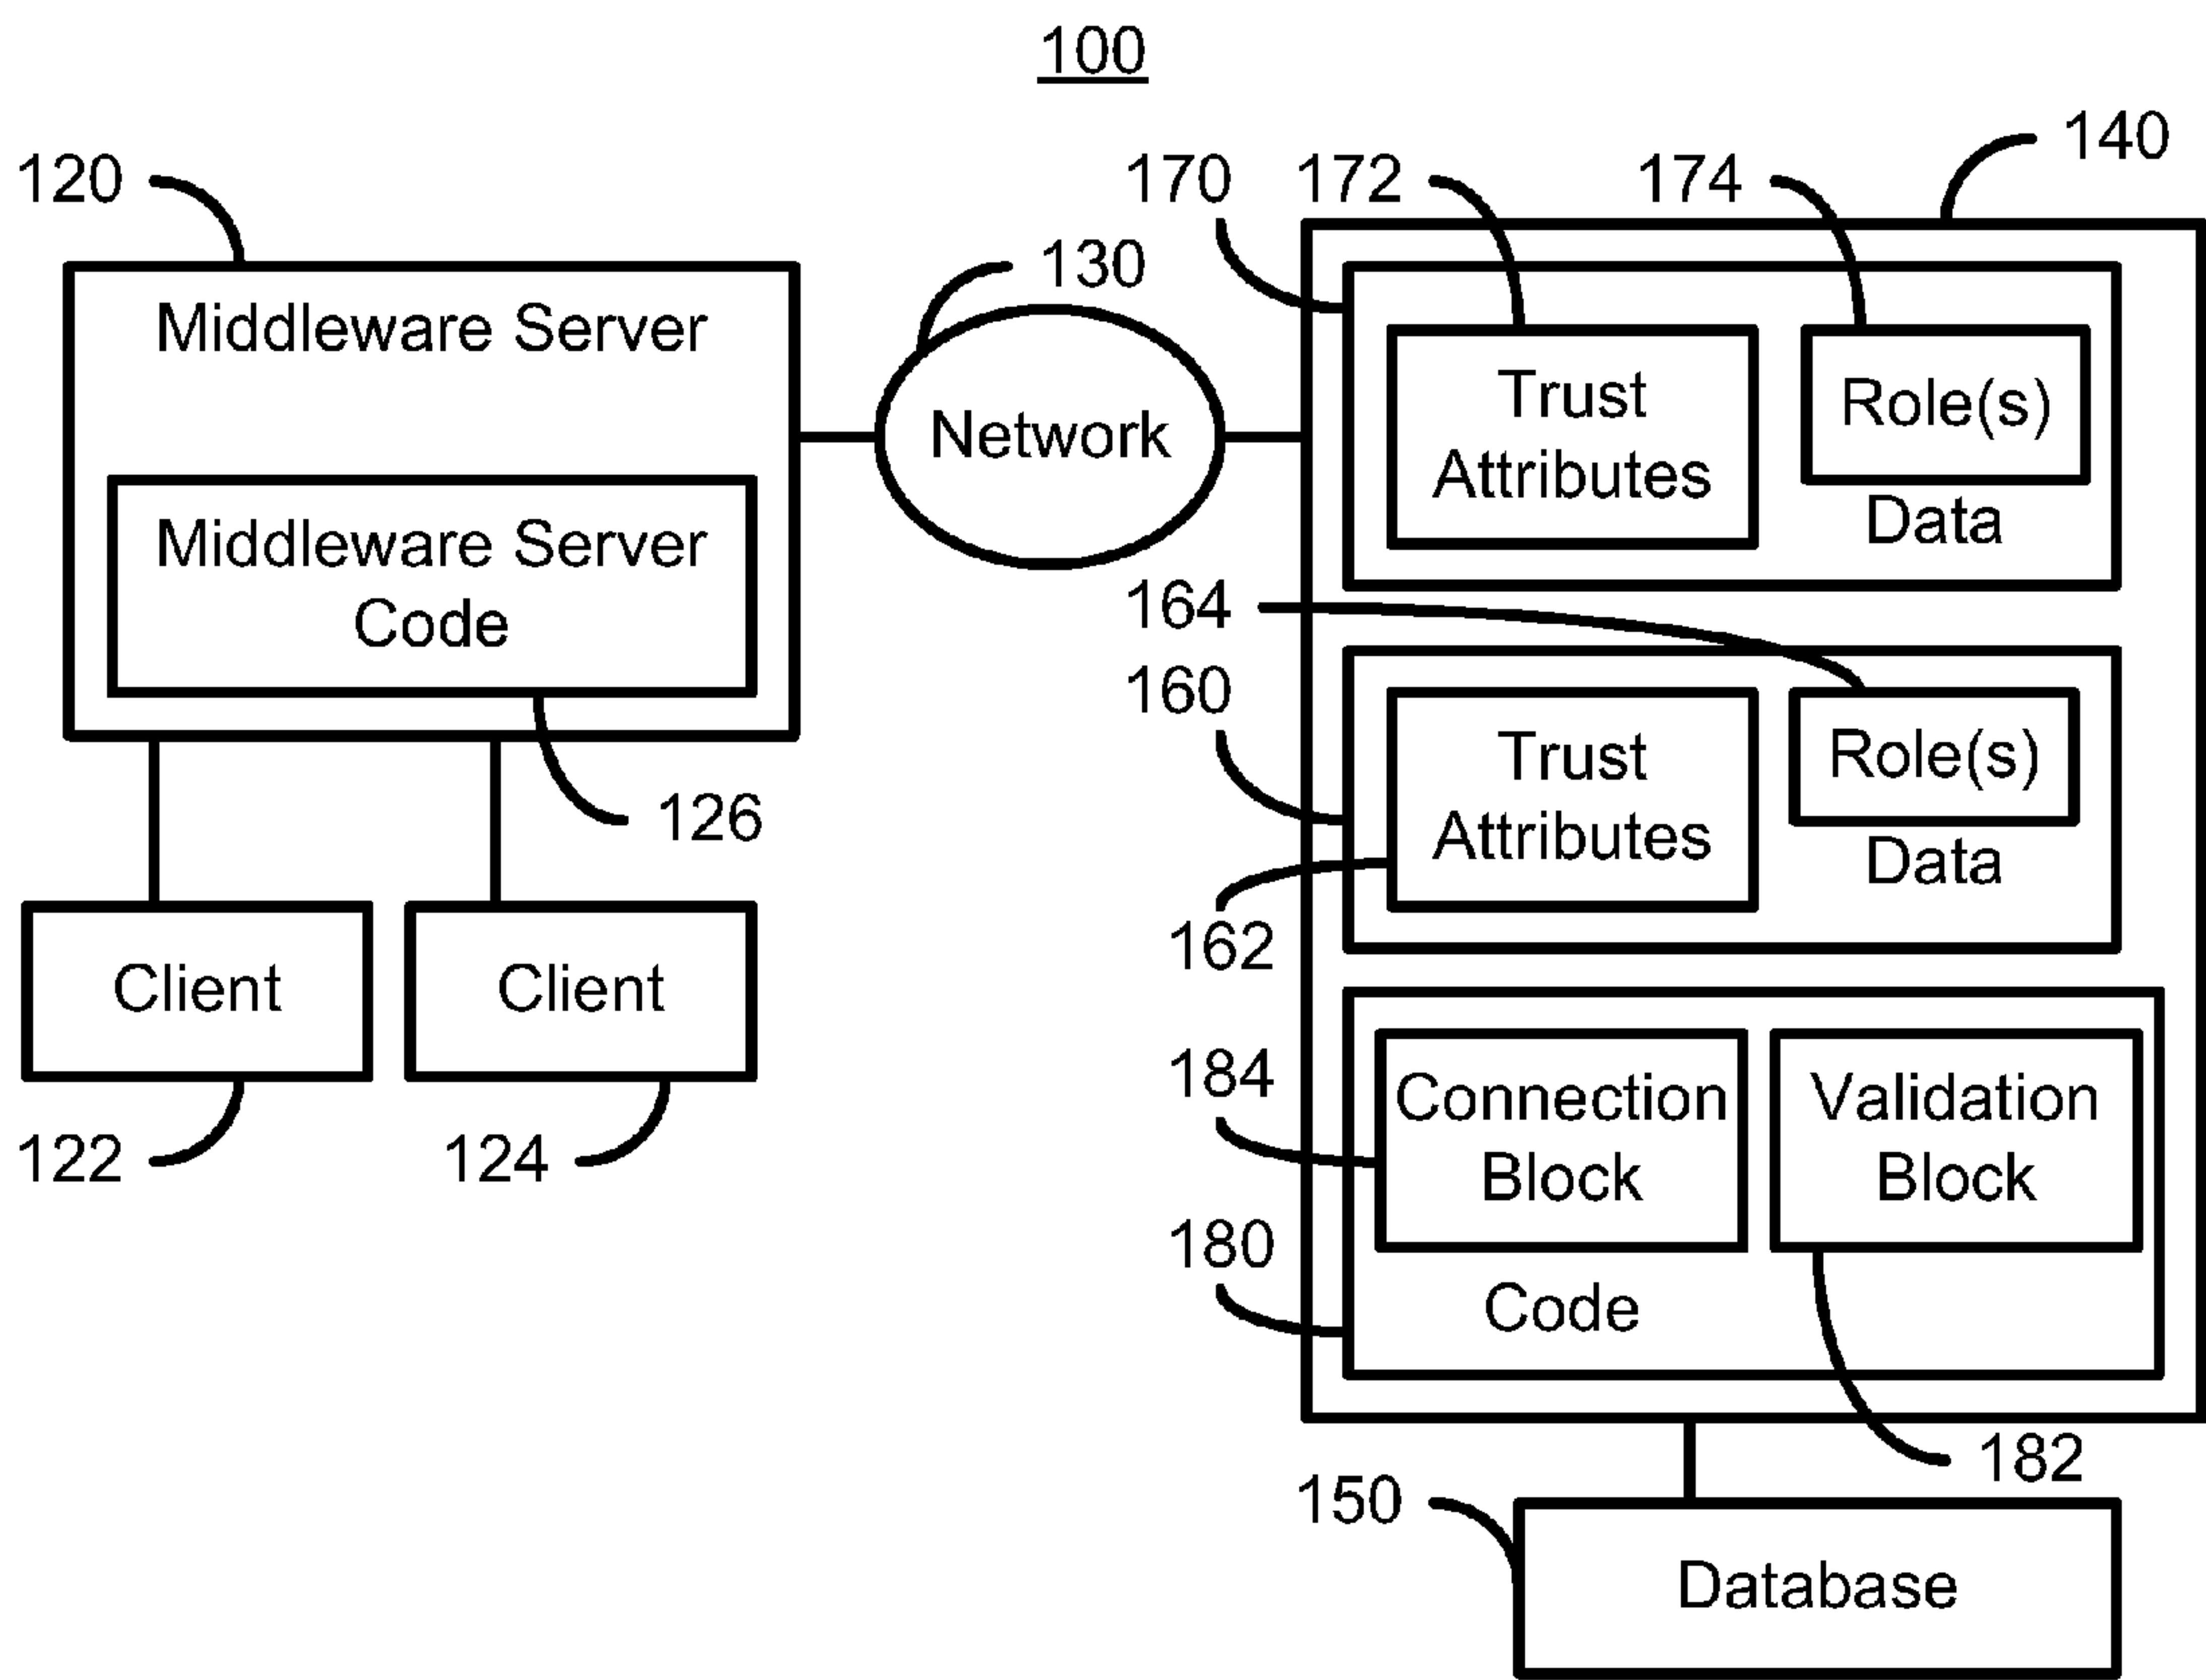 100
140
120
170
172
174
130
Middleware Server
Network
Trust
Attributes
Role(s)
Data
Middleware Server
Code
164
160
Trust
Attributes
Role(s)
Data
126
162
Client
Client
184
Connection
Block
Validation
Block
122
124
180
Code
182
150
Database